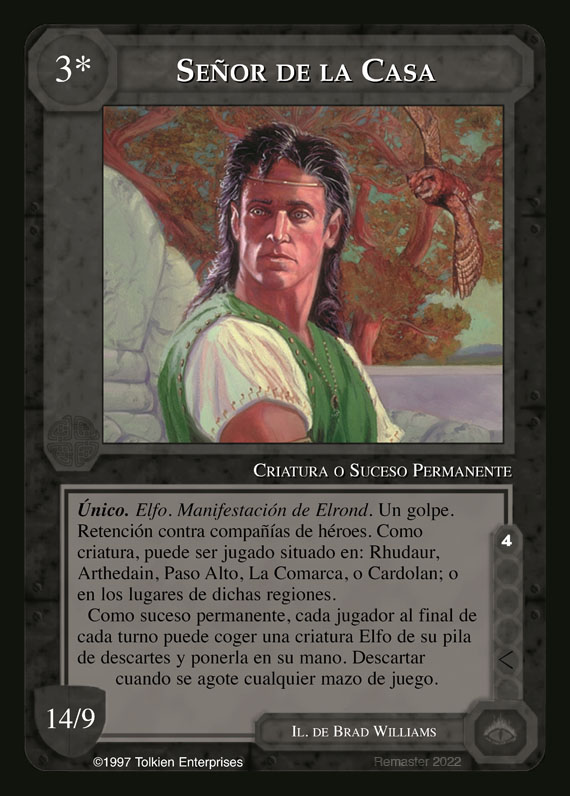 3*
Señor de la Casa
Criatura o Suceso Permanente
Único. Elfo. Manifestación de Elrond. Un golpe.
Retención contra compañías de héroes. Como
criatura, puede ser jugado situado en: Rhudaur,
Arthedain, Paso Alto, La Comarca, o Cardolan; o
en los lugares de dichas regiones.
Como suceso permanente, cada jugador al final de
cada turno puede coger una criatura Elfo de su pila
de descartes y ponerla en su mano. Descartar
cuando se agote cualquier mazo de juego.
4
<
14/9
Il. de Brad Williams
©1997 Tolkien Enterprises
Remaster 2022